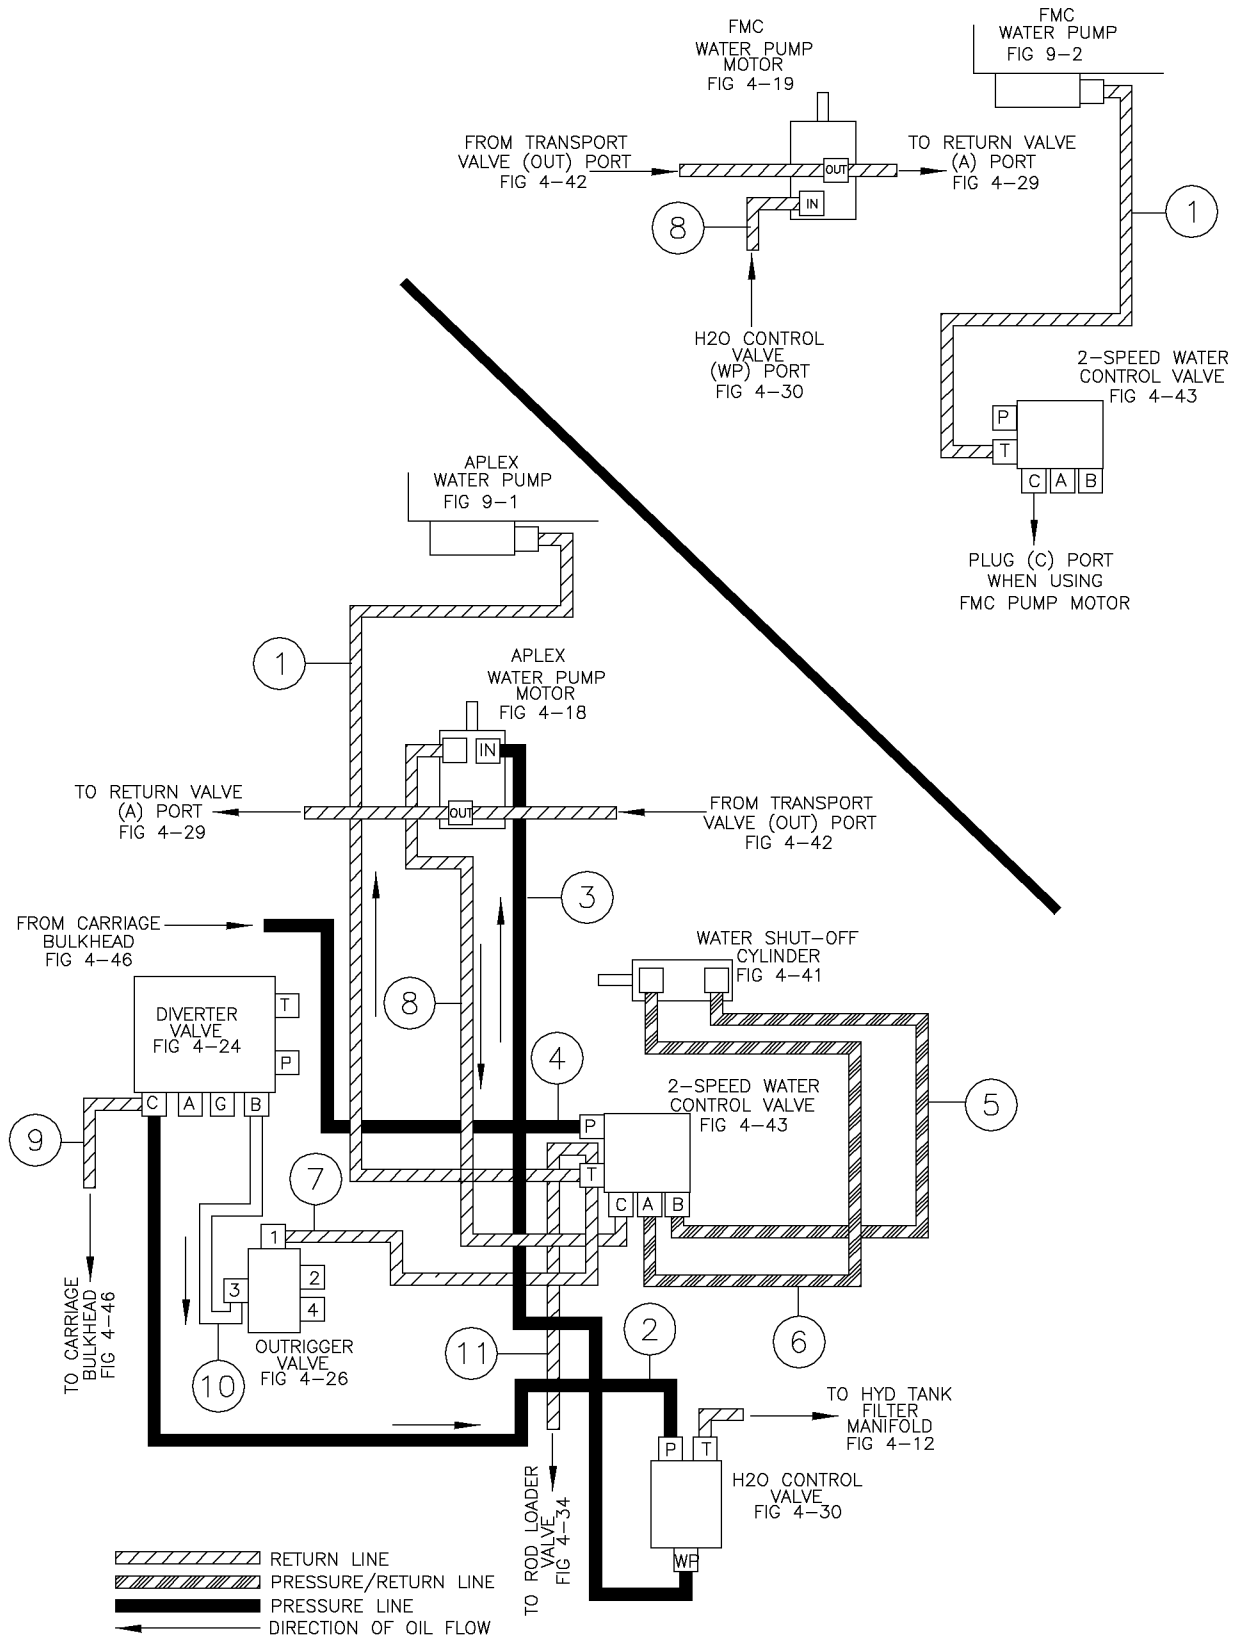 FMC
WATER PUMP
MOTOR
FIG 4-19
FMC
WATER PUMP
FIG 9-2
FROM TRANSPORT
VALVE (OUT) PORT
FIG 4-42
OUT
IN
TO RETURN VALVE
(A) PORT
FIG 4-29
8
1
H2O CONTROL
VALVE
(WP) PORT
FIG 4-30
2-SPEED WATER
CONTROL VALVE
FIG 4-43
P
T
C A B
PLUG (C) PORT
WHEN USING
FMC PUMP MOTOR
APLEX
WATER PUMP
FIG 9-1
1
APLEX
WATER PUMP
MOTOR
FIG 4-18
IN
OUT
TO RETURN VALVE
(A) PORT
FIG 4-29
FROM TRANSPORT
VALVE (OUT) PORT
FIG 4-42
3
FROM CARRIAGE
BULKHEAD
FIG 4-46
WATER SHUT-OFF
CYLINDER
FIG 4-41
8
DIVERTER
VALVE
FIG 4-24
T
P
C A G B
4
2-SPEED WATER
CONTROL VALVE
FIG 4-43
P
T
C A B
5
9
7
1
3
2
4
OUTRIGGER
VALVE
FIG 4-26
10
TO CARRIAGE
BULKHEAD
FIG 4-46
11
2
6
TO HYD TANK
FILTER
MANIFOLD
FIG 4-12
P T
H2O CONTROL
VALVE
FIG 4-30
WP
TO ROD LOADER
VALVE
FIG 4-34
RETURN LINE
PRESSURE/RETURN LINE
PRESSURE LINE
DIRECTION OF OIL FLOW